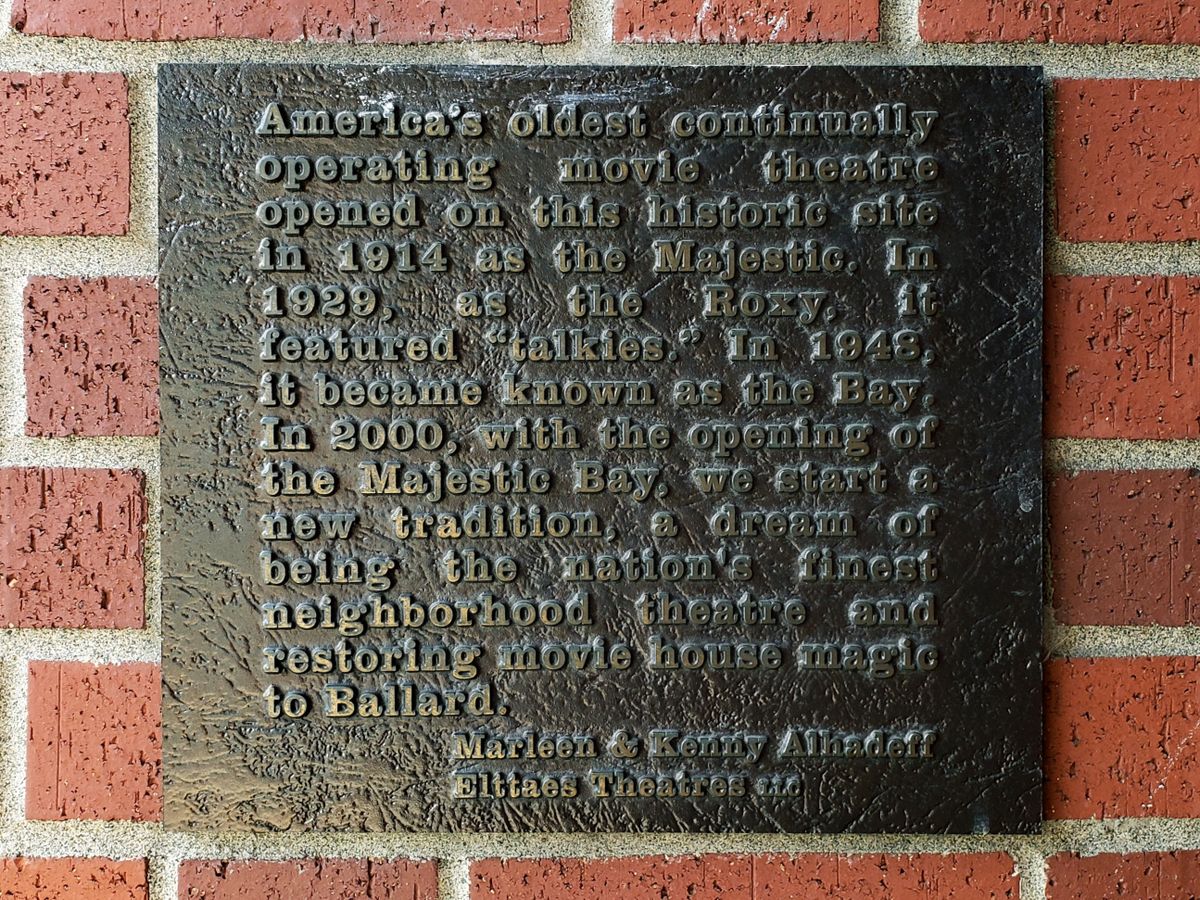 America's oldest continually
operating movie theatre
opened on this historic site
in 1914 as the Majestic. In
1929, as the Roxy, it
featured "talkies." In 1948,
it became known as the Bay.
In 2000, with the opening of
the Majestic Bay, we start a
new tradition, a dream of
being the nation's finest
neighborhood theatre and
restoring movie house magic
to Ballard.
Marleen & Kenny Alhadeff
Elttaes Theatres LLC